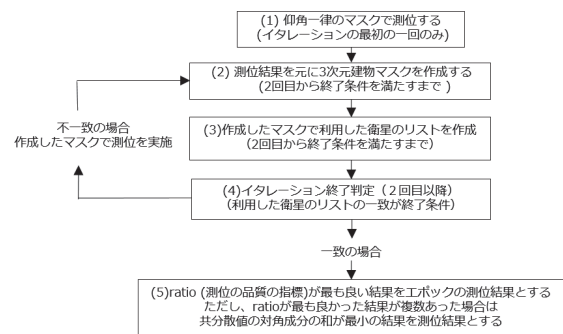 (1) 仰角一律のマスクで測位する
(イタレーションの最初の一回のみ)
(2) 測位結果を元に3次元建物マスクを作成する
(2回目から終了条件を満たすまで )
不一致の場合
作成したマスクで測位を実施
(3)作成したマスクで利用した衛星のリストを作成
(2回目から終了条件を満たすまで)
(4)イタレーション終了判定（２回目以降）
(利用した衛星のリストの一致が終了条件)
一致の場合
(5)ratio (測位の品質の指標)が最も良い結果をエポックの測位結果とする
ただし、ratioが最も良かった結果が複数あった場合は
共分散値の対角成分の和が最小の結果を測位結果とする